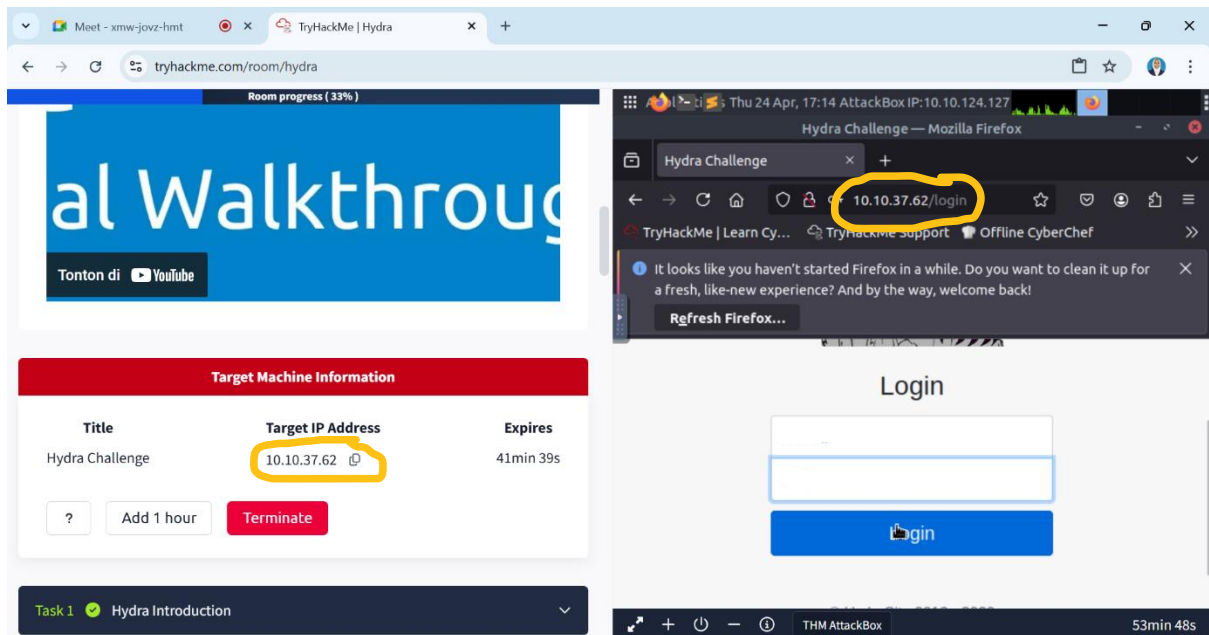 Meet - xmw-jovz-hmt
TryHackMe | Hydra
tryhackme.com/room/hydra
Room progress ( 33% )
al Walkthroug
Tonton di YouTube
Target Machine Information
Title Target IP Address Expires
Hydra Challenge 10.10.37.62 41min 39s
? Add 1 hour Terminate
Task 1 Hydra Introduction
Thu 24 Apr, 17:14 AttackBox IP:10.10.124.127
Hydra Challenge — Mozilla Firefox
Hydra Challenge
10.10.37.62/login
TryHackMe | Learn Cy... TryHackMe Support Offline CyberChef
It looks like you haven't started Firefox in a while. Do you want to clean it up for
a fresh, like-new experience? And by the way, welcome back!
Refresh Firefox...
Login
Login
THM AttackBox 53min 48s